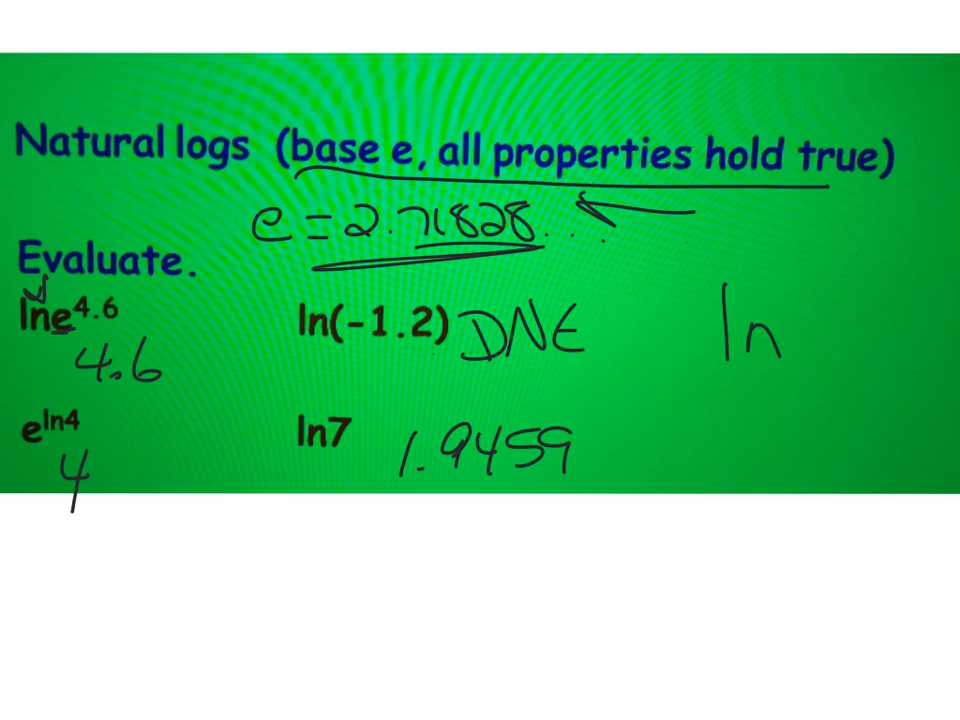 Natural logs (base e, all properties hold true)
e = 2.71828...
Evaluate.
lne^4.6 ln(-1.2) DNE ln
4.6
e^ln4 ln7 1.9459
4